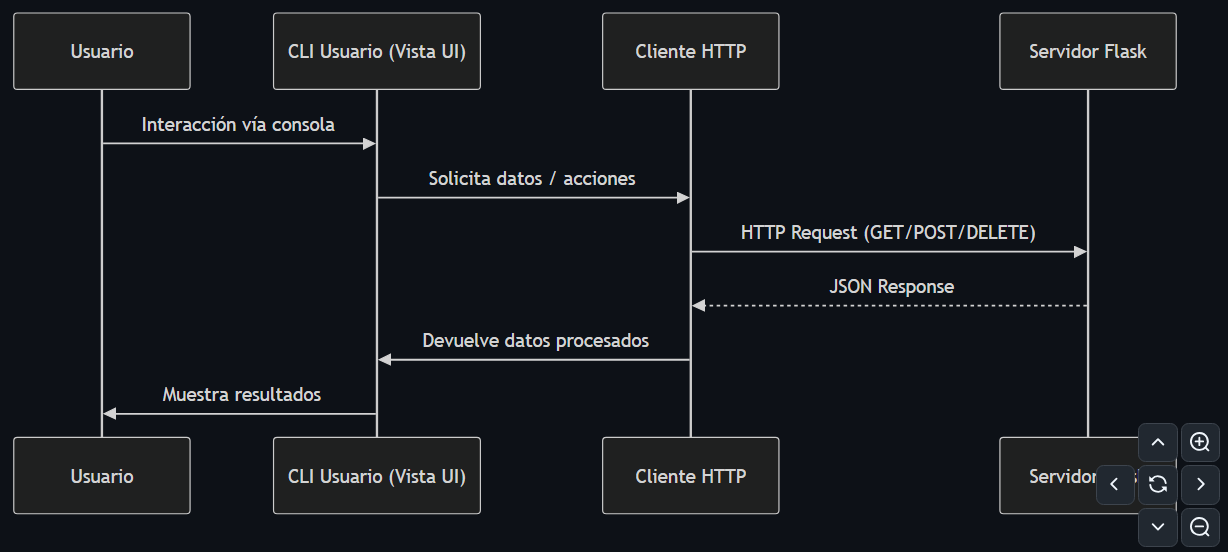 Usuario
CLI Usuario (Vista UI)
Cliente HTTP
Servidor Flask
Interacción vía consola
Solicita datos / acciones
HTTP Request (GET/POST/DELETE)
JSON Response
Devuelve datos procesados
Muestra resultados
Usuario
CLI Usuario (Vista UI)
Cliente HTTP
Servidor